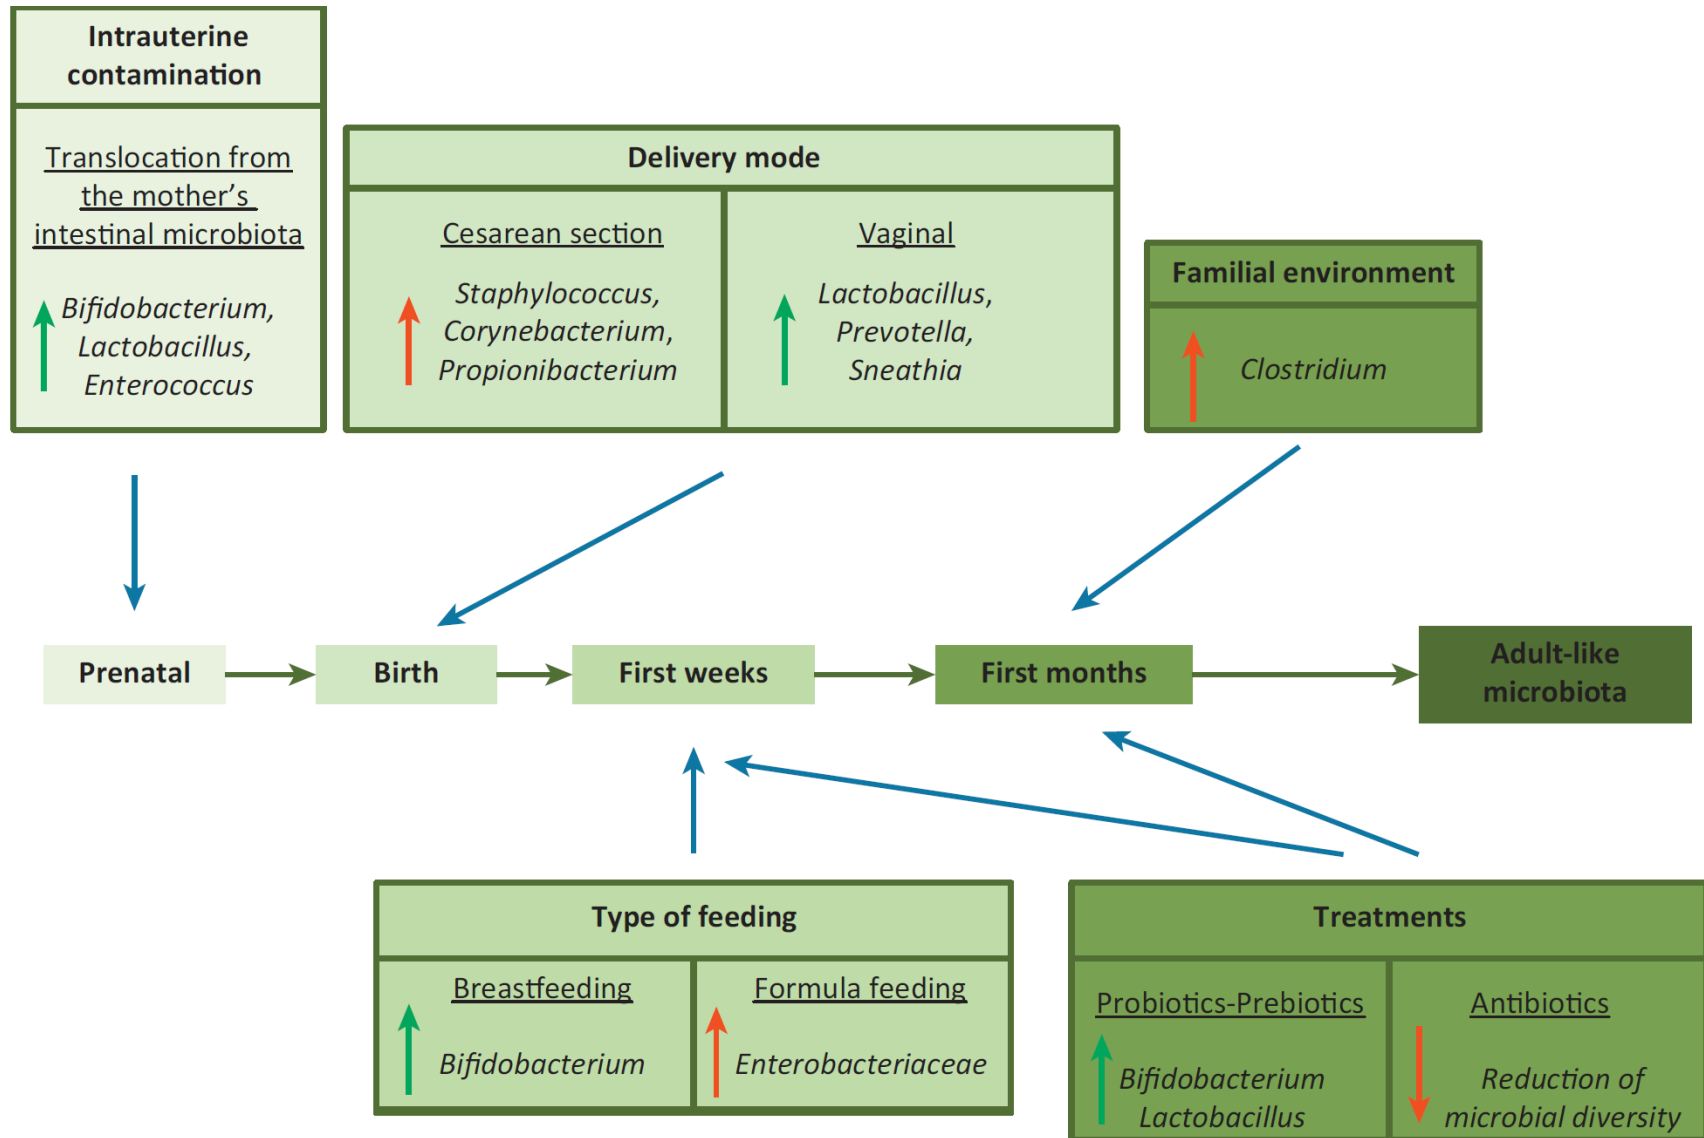 Intrauterine
contamination
Translocation from
the mother’s
intestinal microbiota
Bifidobacterium,
Lactobacillus,
Enterococcus
Delivery mode
Cesarean section
Staphylococcus,
Corynebacterium,
Propionibacterium
Vaginal
Lactobacillus,
Prevotella,
Sneathia
Familial environment
Clostridium
Prenatal
Birth
First weeks
First months
Adult-like
microbiota
Type of feeding
Breastfeeding
Bifidobacterium
Formula feeding
Enterobacteriaceae
Treatments
Probiotics-Prebiotics
Bifidobacterium
Lactobacillus
Antibiotics
Reduction of
microbial diversity